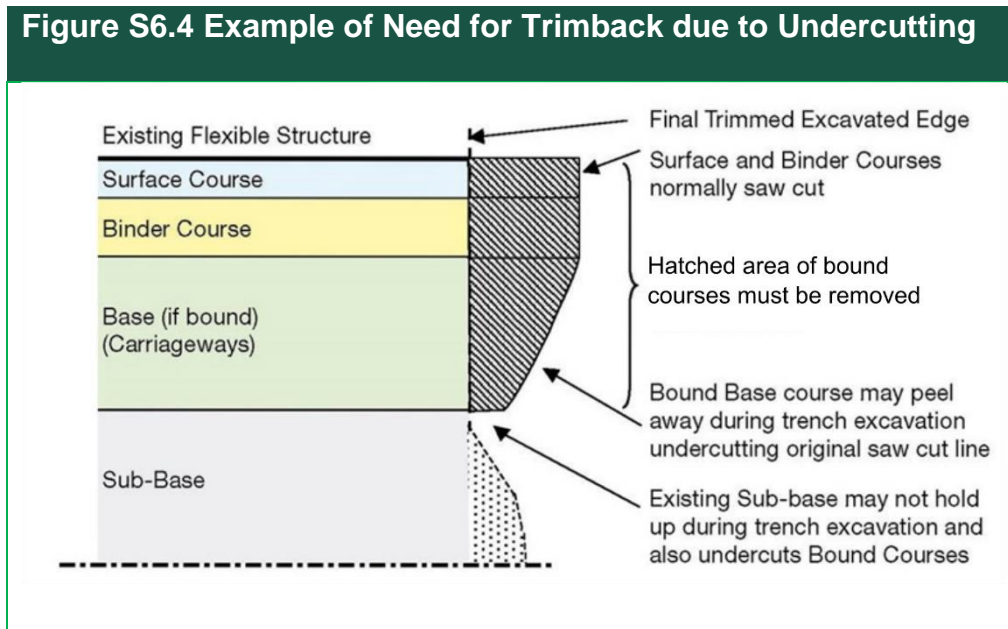 Figure S6.4 Example of Need for Trimback due to Undercutting
Existing Flexible Structure
Surface Course
Binder Course
Base (if bound)
(Carriageways)
Sub-Base
Final Trimmed Excavated Edge
Surface and Binder Courses
normally saw cut
Hatched area of bound
courses must be removed
Bound Base course may peel
away during trench excavation
undercutting original saw cut line
Existing Sub-base may not hold
up during trench excavation and
also undercuts Bound Courses